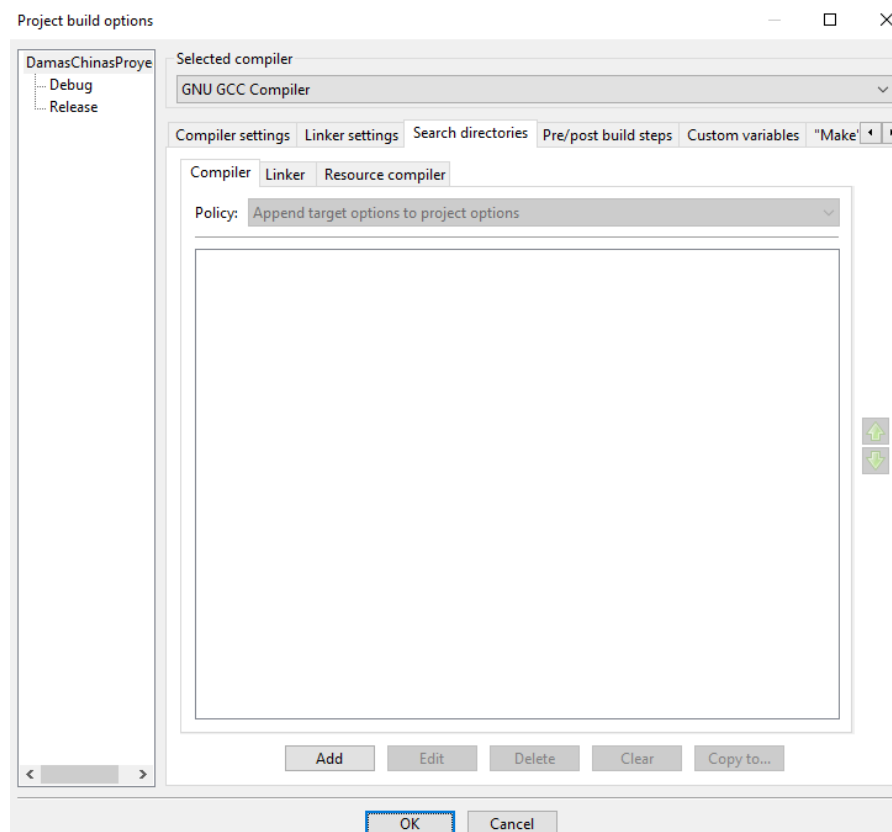 Project build options
DamasChinasProye
Debug
Release
Selected compiler
GNU GCC Compiler
Compiler settings Linker settings Search directories Pre/post build steps Custom variables "Make"
Compiler Linker Resource compiler
Policy: Append target options to project options
Add Edit Delete Clear Copy to...
OK Cancel